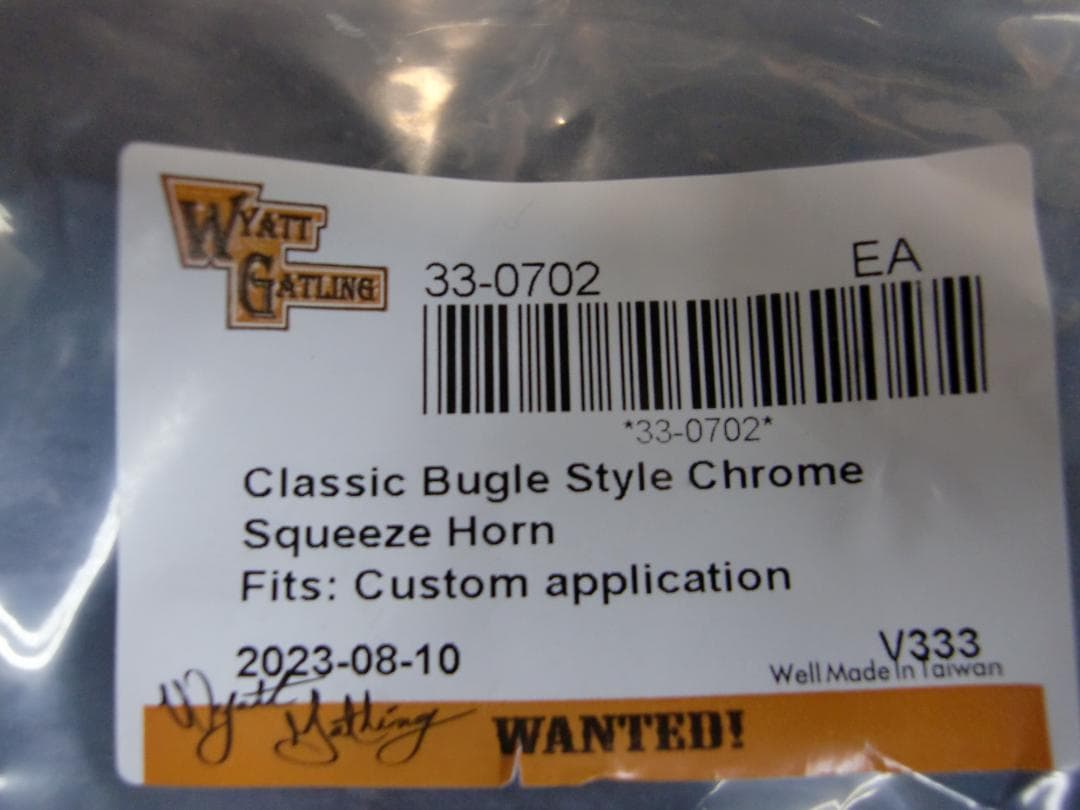 WYATT
GATLING
33-0702
EA
*33-0702*
Classic Bugle Style Chrome
Squeeze Horn
Fits: Custom application
2023-08-10
V333
Well Made In Taiwan
Wyatt Gatling
WANTED!